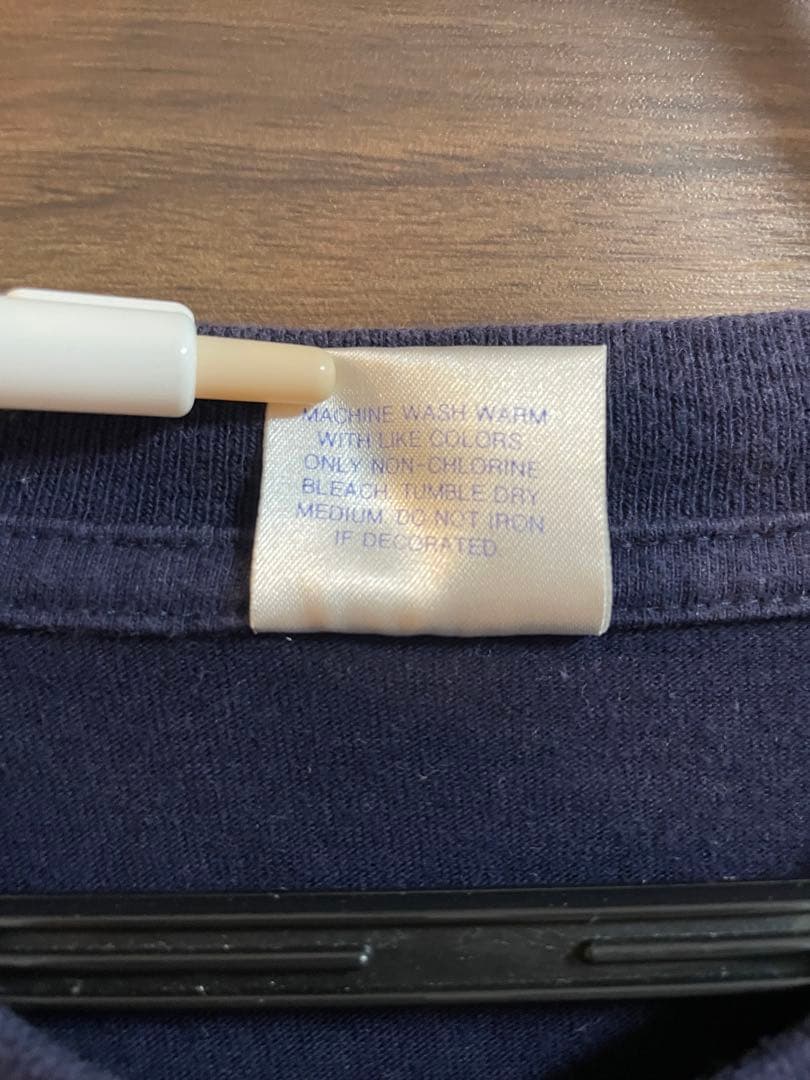 MACHINE WASH WARM
WITH LIKE COLORS
ONLY NON-CHLORINE
BLEACH. TUMBLE DRY
MEDIUM. DO NOT IRON
IF DECORATED.